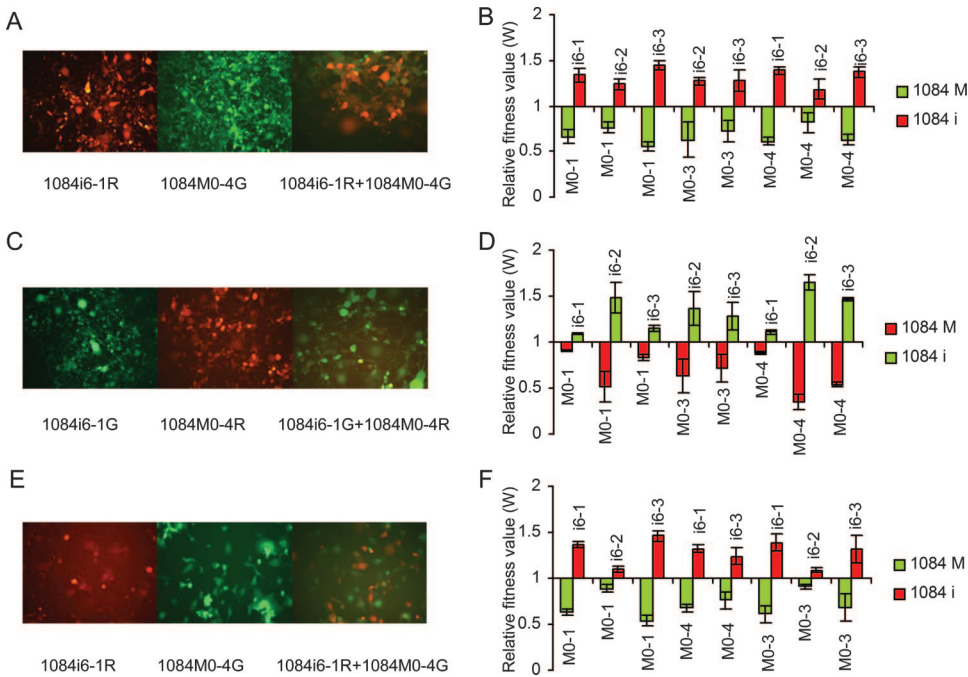 A
1084i6-1R 1084M0-4G 1084i6-1R+1084M0-4G
B
Relative fitness value (W)
2
1.5
1
0.5
0
i6-1 i6-2 i6-3 i6-2 i6-3 i6-1 i6-2 i6-3
M0-1 M0-2 M0-1 M0-3 M0-3 M0-4 M0-4 M0-4
1084 M
1084 i
C
1084i6-1G 1084M0-4R 1084i6-1G+1084M0-4R
D
Relative fitness value (W)
2
1.5
1
0.5
0
i6-1 i6-2 i6-3 i6-2 i6-3 i6-1 i6-2 i6-3
M0-1 M0-1 M0-1 M0-3 M0-3 M0-4 M0-4 M0-4
1084 M
1084 i
E
1084i6-1R 1084M0-4G 1084i6-1R+1084M0-4G
F
Relative fitness value (W)
2
1.5
1
0.5
0
i6-1 i6-2 i6-3 i6-1 i6-3 i6-1 i6-2 i6-3
M0-1 M0-1 M0-1 M0-4 M0-4 M0-3 M0-3 M0-3
1084 M
1084 i